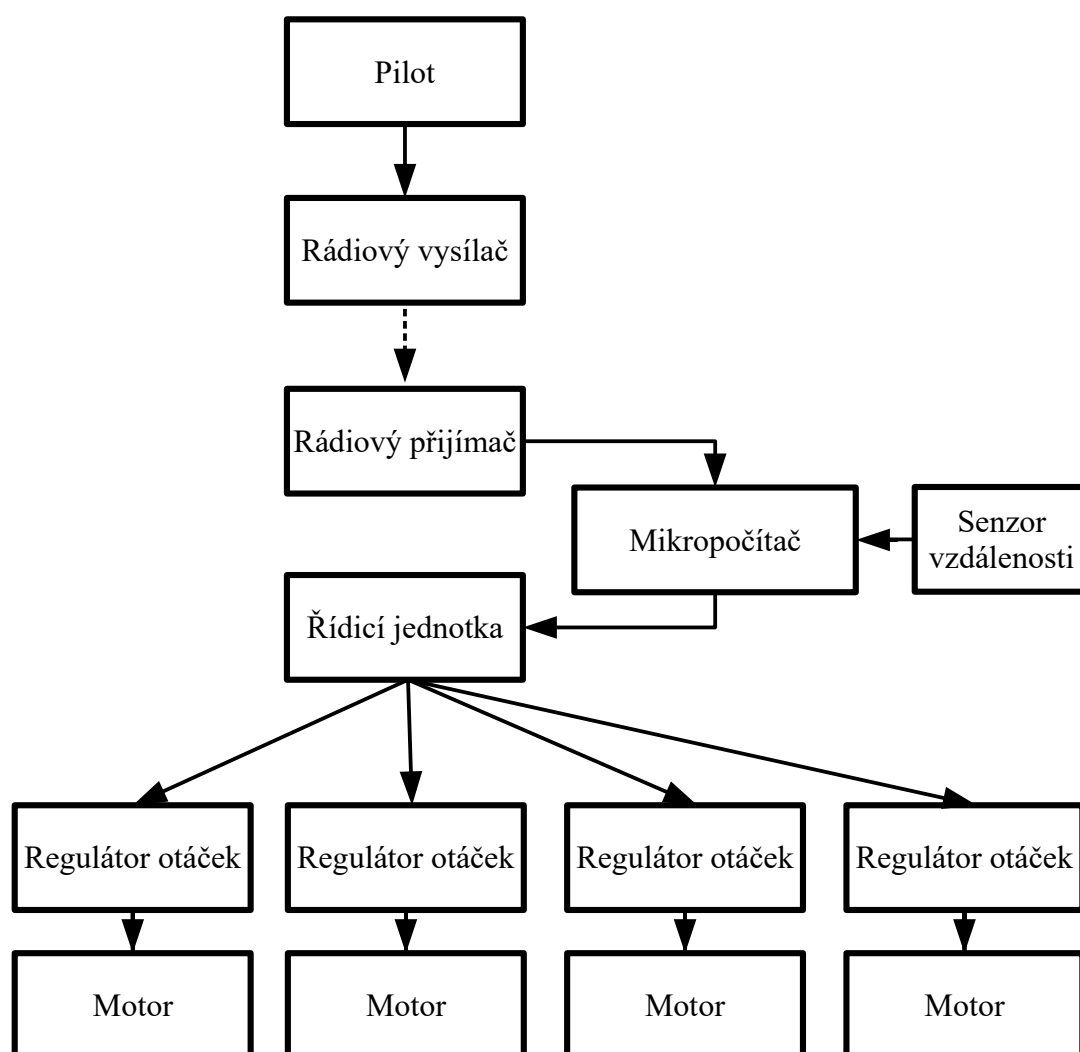 Pilot
Rádiový vysílač
Rádiový přijímač
Mikropočítač
Senzor
vzdálenosti
Řídicí jednotka
Regulátor otáček
Regulátor otáček
Regulátor otáček
Regulátor otáček
Motor
Motor
Motor
Motor